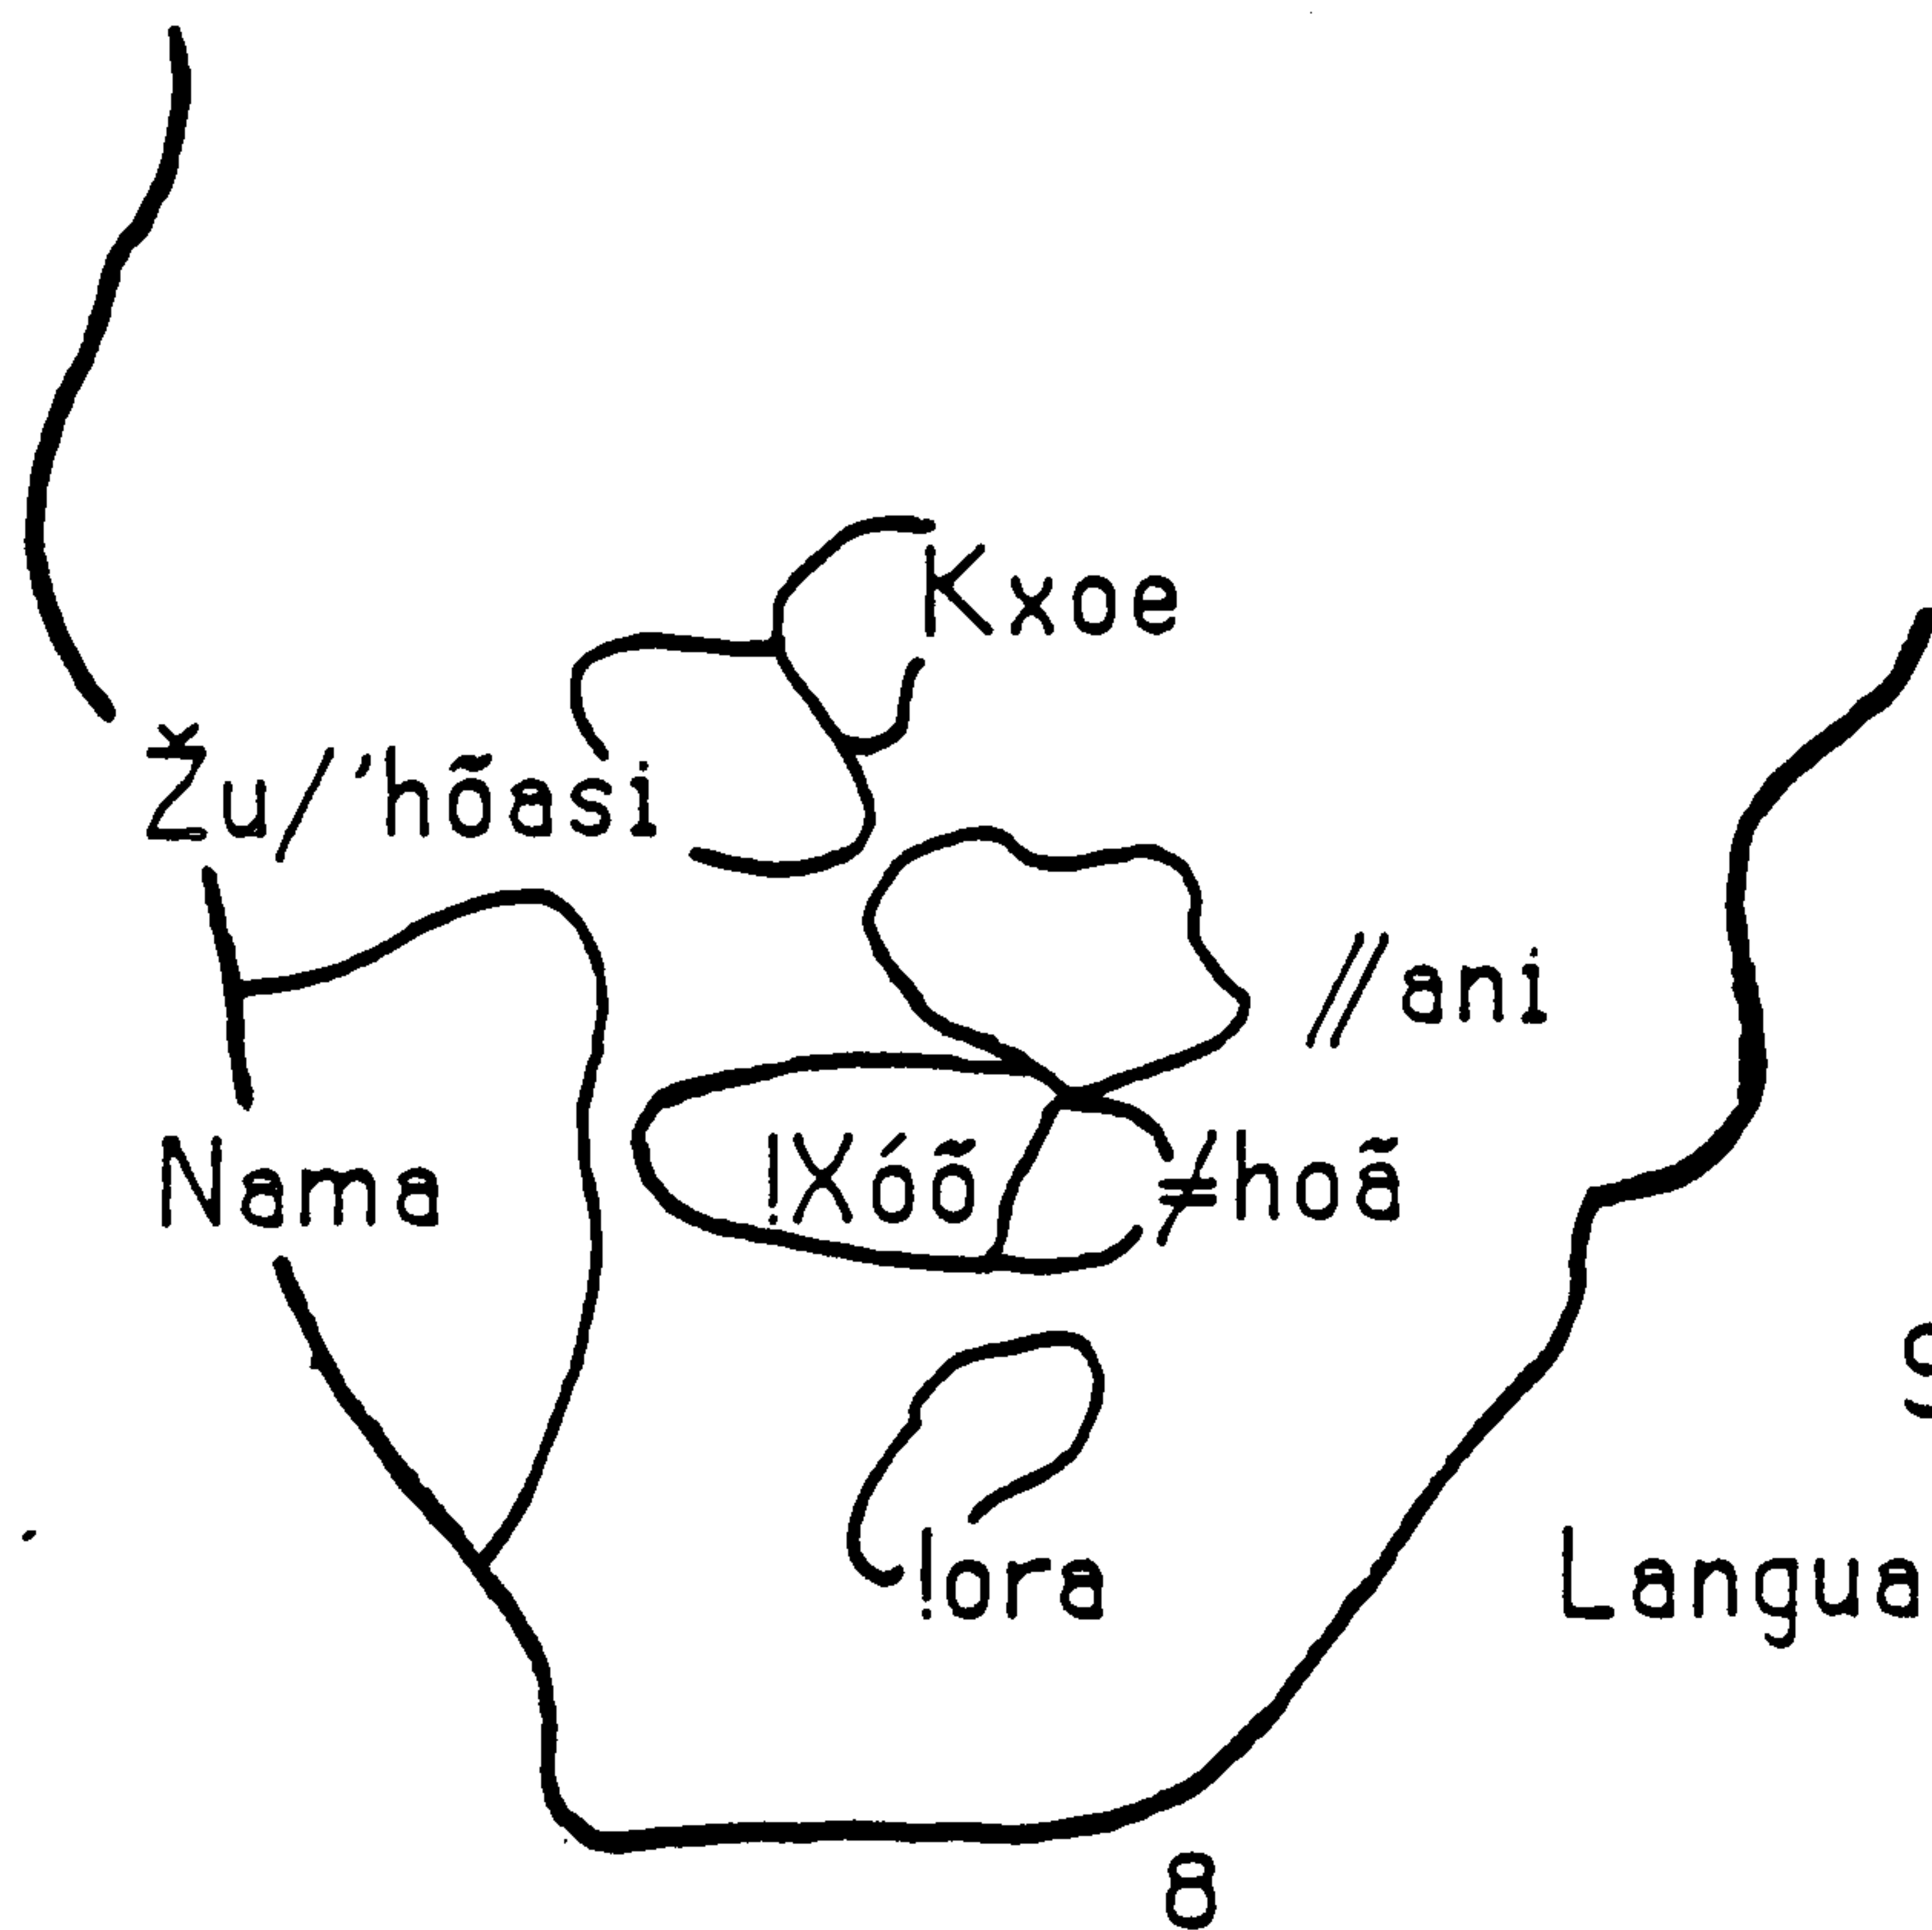 Kxoe
Žu/'hõasi
//ani
!Xóõ
≠hoã
Nama
!ora
Langua
8